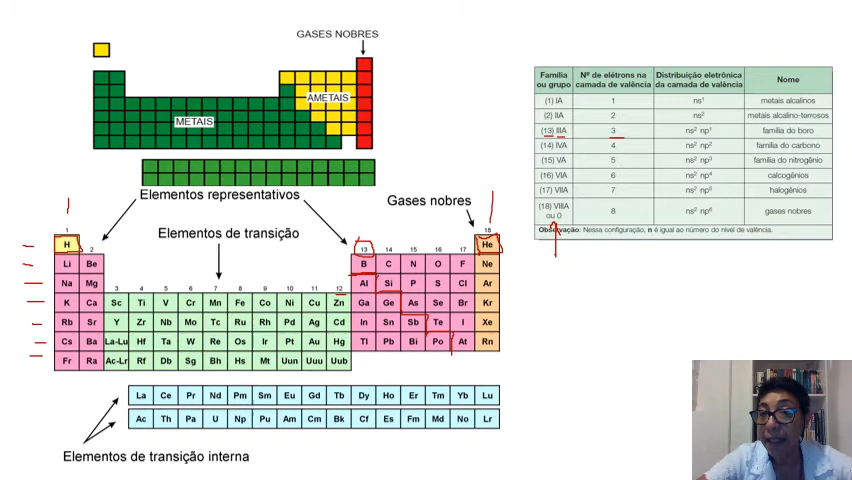 GASES NOBRES
AMETAIS
METAIS
Elementos representativos
Gases nobres
Elementos de transição
1 18
H 2 13 14 15 16 17 He
Li Be B C N O F Ne
Na Mg 3 4 5 6 7 8 9 10 11 12 Al Si P S Cl Ar
K Ca Sc Ti V Cr Mn Fe Co Ni Cu Zn Ga Ge As Se Br Kr
Rb Sr Y Zr Nb Mo Tc Ru Rh Pd Ag Cd In Sn Sb Te I Xe
Cs Ba La-Lu Hf Ta W Re Os Ir Pt Au Hg Tl Pb Bi Po At Rn
Fr Ra Ac-Lr Rf Db Sg Bh Hs Mt Uun Uuu Uub
La Ce Pr Nd Pm Sm Eu Gd Tb Dy Ho Er Tm Yb Lu
Ac Th Pa U Np Pu Am Cm Bk Cf Es Fm Md No Lr
Elementos de transição interna
Família ou grupo Nº de elétrons na camada de valência Distribuição eletrônica da camada de valência Nome
(1) IA 1 ns¹ metais alcalinos
(2) IIA 2 ns² metais alcalino-terrosos
(13) IIIA 3 ns² np¹ família do boro
(14) IVA 4 ns² np² família do carbono
(15) VA 5 ns² np³ família do nitrogênio
(16) VIA 6 ns² np⁴ calcogênios
(17) VIIA 7 ns² np⁵ halogênios
(18) VIIIA ou 0 8 ns² np⁶ gases nobres
Observação: Nessa configuração, n é igual ao número do nível de valência.